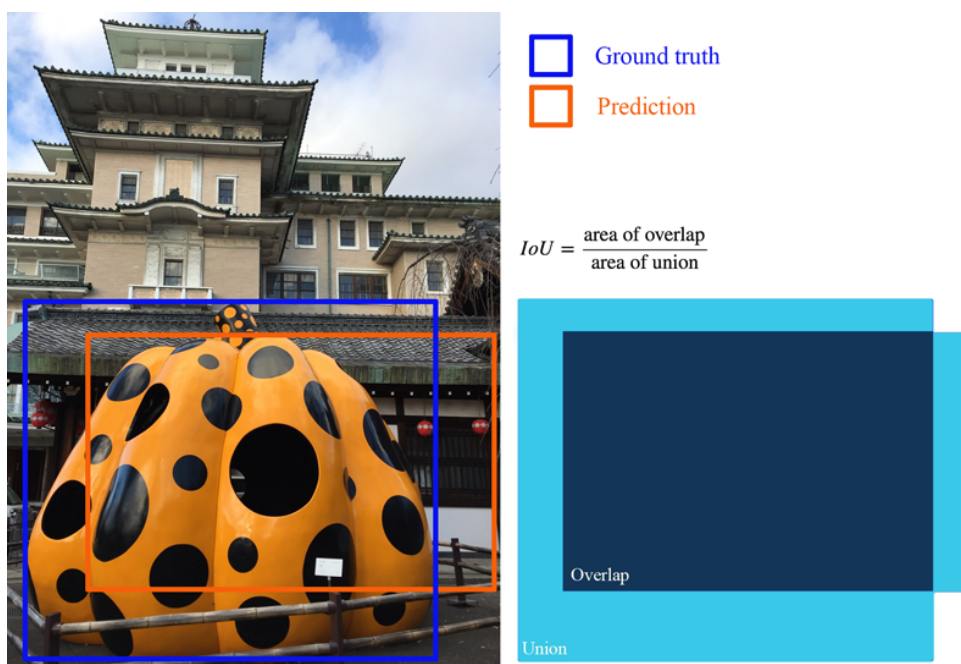 Ground truth
Prediction
IoU = area of overlap / area of union
Overlap
Union